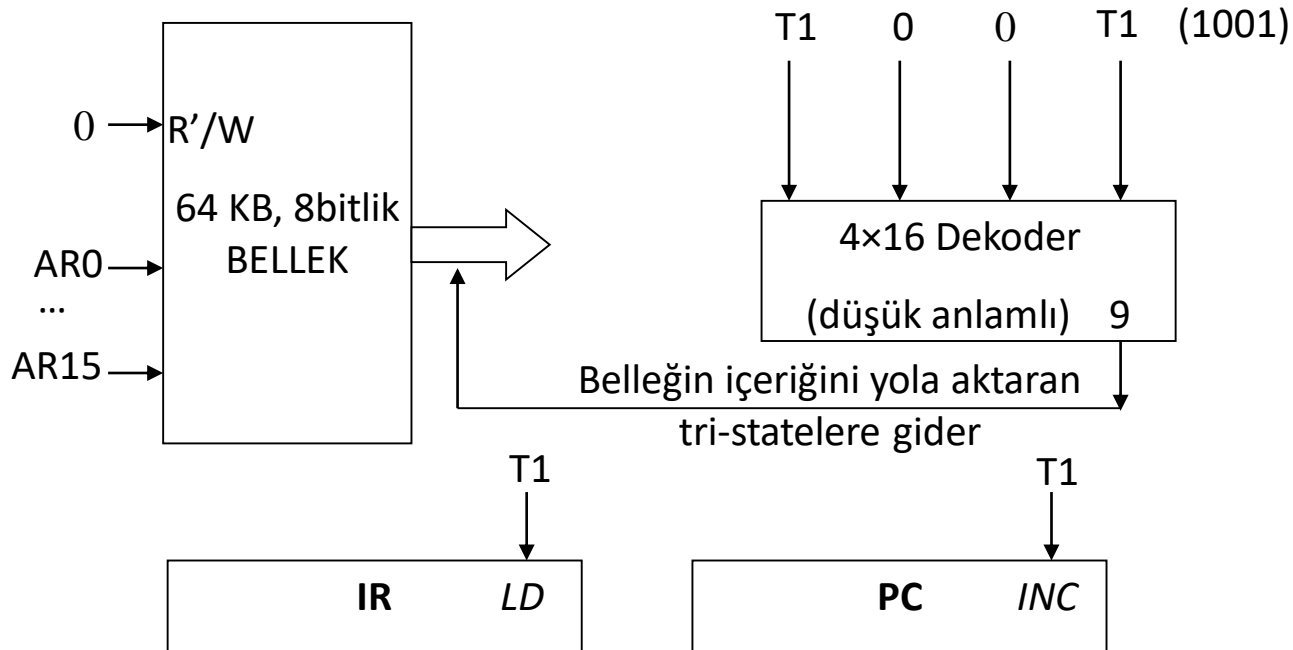 T1 0 0 T1 (1001)
0
R'/W
64 KB, 8bitlik
BELLEK
AR0
...
AR15
4×16 Dekoder
(düşük anlamlı) 9
Belleğin içeriğini yola aktaran
tri-statelere gider
T1
T1
IR LD
PC INC